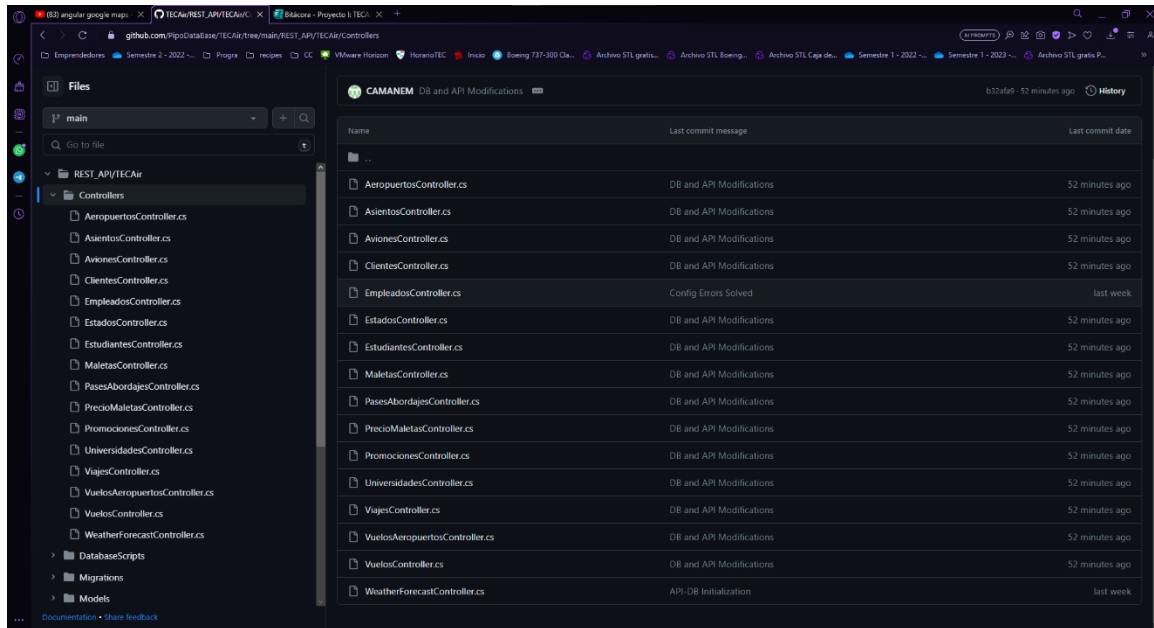 (83) angular google maps
TECAir/REST_API/TECAir/C
Bitácora - Proyecto I: TECA
github.com/PipoDataBase/TECAir/tree/main/REST_API/TECAir/Controllers
AI PROMPTS
Emprendedores
Semestre 2 - 2022 -...
Progra
recipes
CC
VMware Horizon
HorarioTEC
Inicio
Boeing 737-300 Cla...
Archivo STL gratis...
Archivo STL Boeing...
Archivo STL Caja de...
Semestre 1 - 2022 -...
Semestre 1 - 2023 -...
Archivo STL gratis P...
Files
main
Go to file
t
REST_API/TECAir
Controllers
AeropuertosController.cs
AsientosController.cs
AvionesController.cs
ClientesController.cs
EmpleadosController.cs
EstadosController.cs
EstudiantesController.cs
MaletasController.cs
PasesAbordajesController.cs
PrecioMaletasController.cs
PromocionesController.cs
UniversidadesController.cs
ViajesController.cs
VuelosAeropuertosController.cs
VuelosController.cs
WeatherForecastController.cs
DatabaseScripts
Migrations
Models
Documentation • Share feedback
CAMANEM DB and API Modifications
b32afa9 · 52 minutes ago History
Name Last commit message Last commit date
..
AeropuertosController.cs DB and API Modifications 52 minutes ago
AsientosController.cs DB and API Modifications 52 minutes ago
AvionesController.cs DB and API Modifications 52 minutes ago
ClientesController.cs DB and API Modifications 52 minutes ago
EmpleadosController.cs Config Errors Solved last week
EstadosController.cs DB and API Modifications 52 minutes ago
EstudiantesController.cs DB and API Modifications 52 minutes ago
MaletasController.cs DB and API Modifications 52 minutes ago
PasesAbordajesController.cs DB and API Modifications 52 minutes ago
PrecioMaletasController.cs DB and API Modifications 52 minutes ago
PromocionesController.cs DB and API Modifications 52 minutes ago
UniversidadesController.cs DB and API Modifications 52 minutes ago
ViajesController.cs DB and API Modifications 52 minutes ago
VuelosAeropuertosController.cs DB and API Modifications 52 minutes ago
VuelosController.cs DB and API Modifications 52 minutes ago
WeatherForecastController.cs API-DB Initialization last week